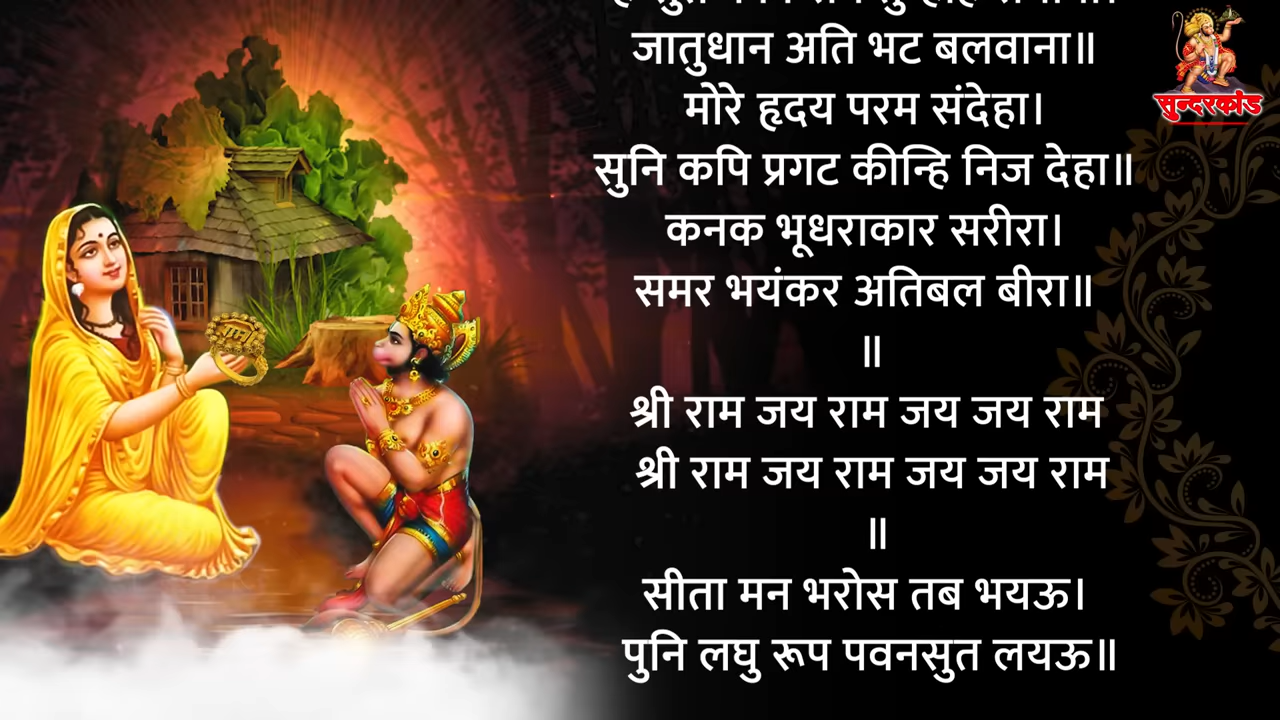 जातुधान अति भट बलवाना॥
मोरे हृदय परम संदेहा।
सुनि कपि प्रगट कीन्हि निज देहा॥
कनक भूधराकार सरीरा।
समर भयंकर अतिबल बीरा॥
॥
श्री राम जय राम जय जय राम
श्री राम जय राम जय जय राम
॥
सीता मन भरोस तब भयऊ।
पुनि लघु रूप पवनसुत लयऊ॥
सुन्दरकांड